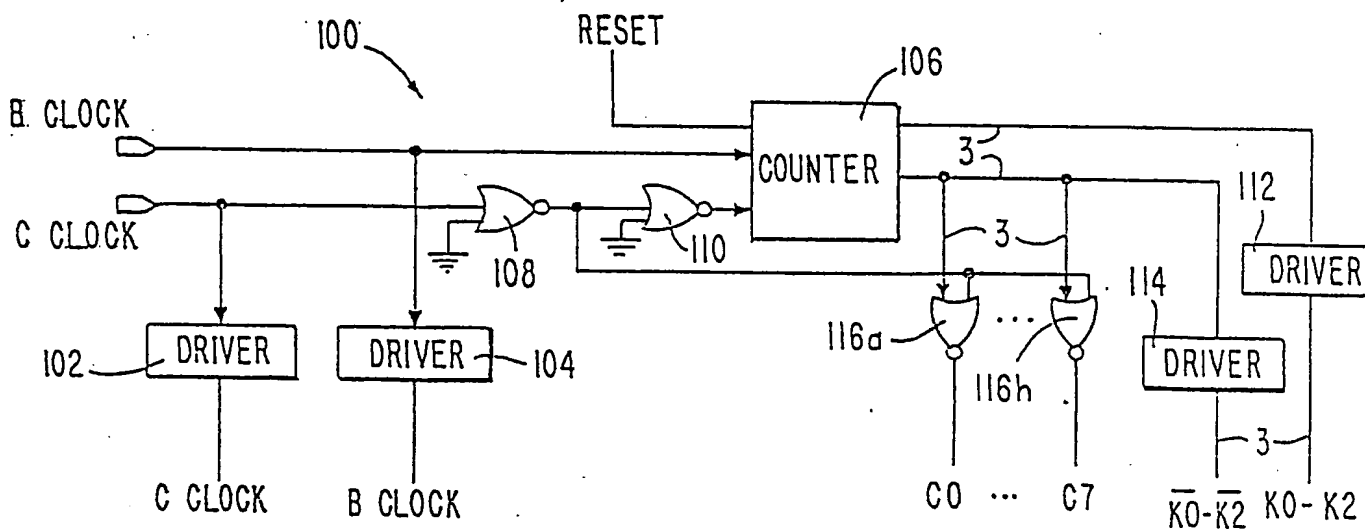 100
RESET
106
B CLOCK
COUNTER
3
3
C CLOCK
108
110
3
112
DRIVER
114
116a
...
116h
DRIVER
102
DRIVER
DRIVER
104
3
C CLOCK
B CLOCK
C0 ... C7
K̅0̅-K̅2̅
K0-K2